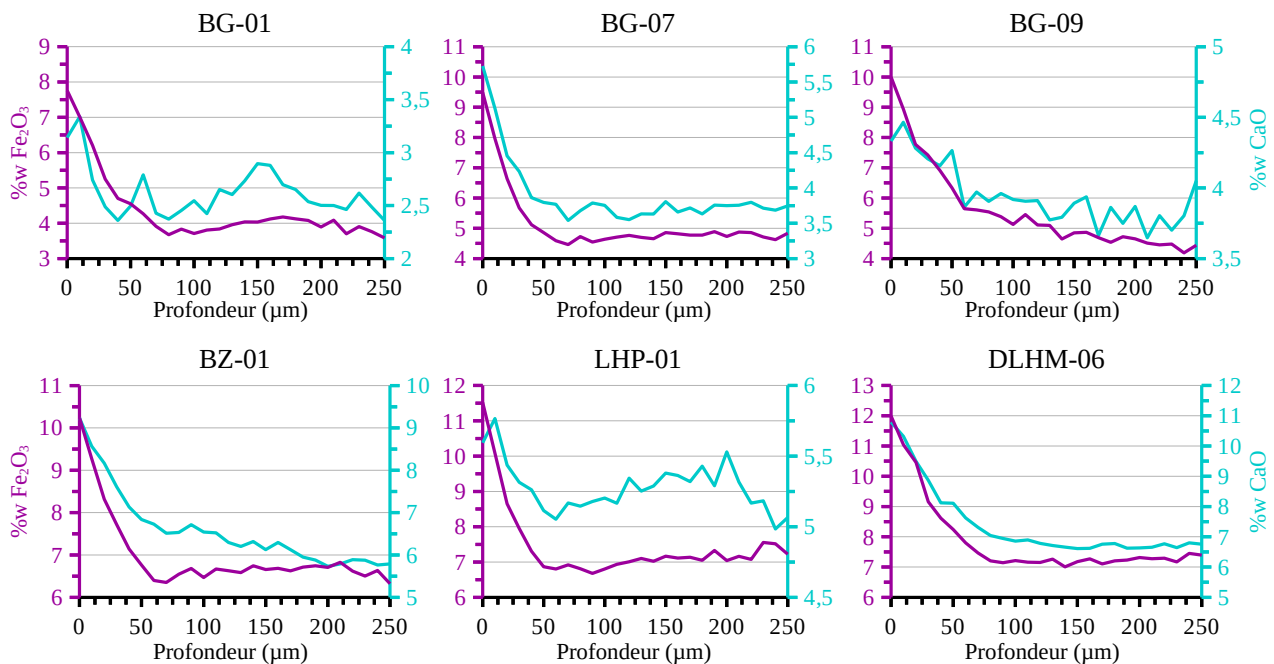 BG-01
BG-07
BG-09
9 8 7 6 5 4 3
%w Fe₂O₃
4 3,5 3 2,5 2
11 10 9 8 7 6 5 4
6 5,5 5 4,5 4 3,5 3
11 10 9 8 7 6 5 4
5 4,5 4 3,5
%w CaO
0 50 100 150 200 250
0 50 100 150 200 250
0 50 100 150 200 250
Profondeur (µm)
Profondeur (µm)
Profondeur (µm)
BZ-01
LHP-01
DLHM-06
11 10 9 8 7 6
%w Fe₂O₃
10 9 8 7 6 5
12 11 10 9 8 7 6
6 5,5 5 4,5
13 12 11 10 9 8 7 6
12 11 10 9 8 7 6 5
%w CaO
0 50 100 150 200 250
0 50 100 150 200 250
0 50 100 150 200 250
Profondeur (µm)
Profondeur (µm)
Profondeur (µm)